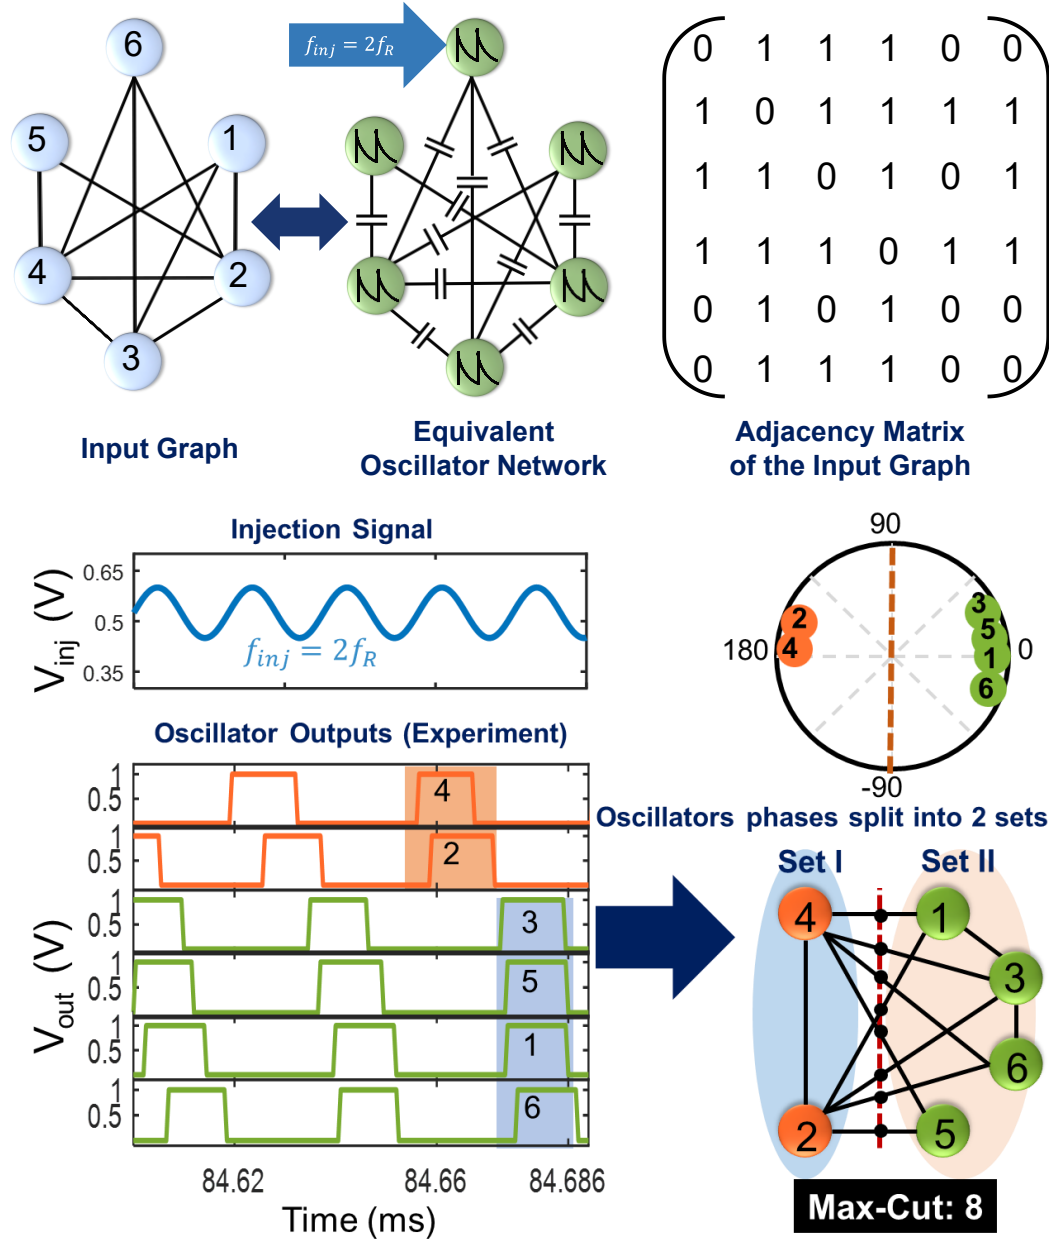 6
5
1
4
2
3
f_inj = 2f_R
0 1 1 1 0 0
1 0 1 1 1 1
1 1 0 1 0 1
1 1 1 0 1 1
0 1 0 1 0 0
0 1 1 1 0 0
Input Graph
Equivalent
Oscillator Network
Adjacency Matrix
of the Input Graph
Injection Signal
V_inj (V)
0.65
0.5
0.35
f_inj = 2f_R
Oscillator Outputs (Experiment)
V_out (V)
1
0.5
4
1
0.5
2
1
0.5
3
1
0.5
5
1
0.5
1
1
0.5
6
84.62 84.66 84.686
Time (ms)
90
180
0
-90
2
4
3
5
1
6
Oscillators phases split into 2 sets
Set I Set II
4
1
3
6
2
5
Max-Cut: 8